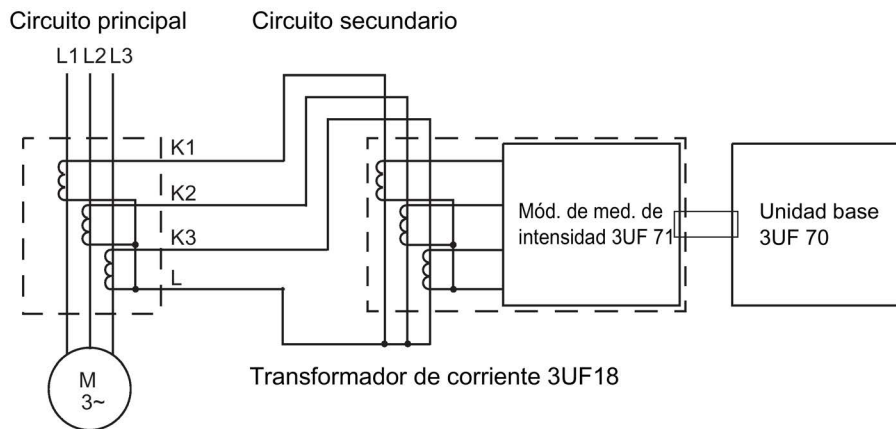 Circuito principal
Circuito secundario
L1 L2 L3
K1
K2
K3
L
Mód. de med. de
intensidad 3UF 71
Unidad base
3UF 70
M
3~
Transformador de corriente 3UF18